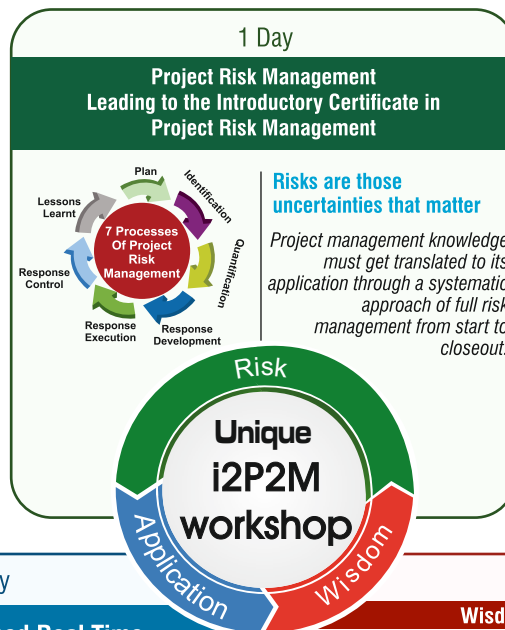 1 Day
Project Risk Management
Leading to the Introductory Certificate in
Project Risk Management
Plan
Identification
Quantification
Response
Development
Response
Execution
Response
Control
Lessons
Learnt
7 Processes
Of Project
Risk
Management
Risks are those
uncertainties that matter
Project management knowledge
must get translated to its
application through a systematic
approach of full risk
management from start to
closeout.
Risk
Unique
i2P2M
workshop
Application
Wisdom
Real Time